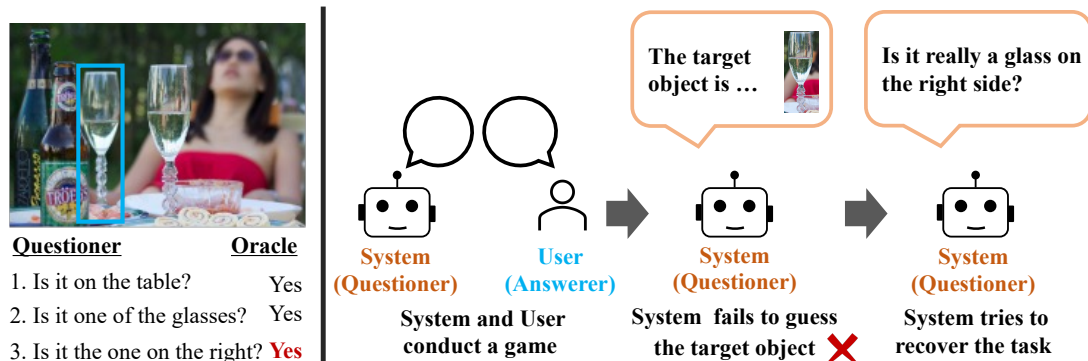 Questioner Oracle
1. Is it on the table? Yes
2. Is it one of the glasses? Yes
3. Is it the one on the right? Yes
System
(Questioner)
User
(Answerer)
System and User
conduct a game
The target
object is …
System
(Questioner)
System fails to guess
the target object
Is it really a glass on
the right side?
System
(Questioner)
System tries to
recover the task
TRÖEGS